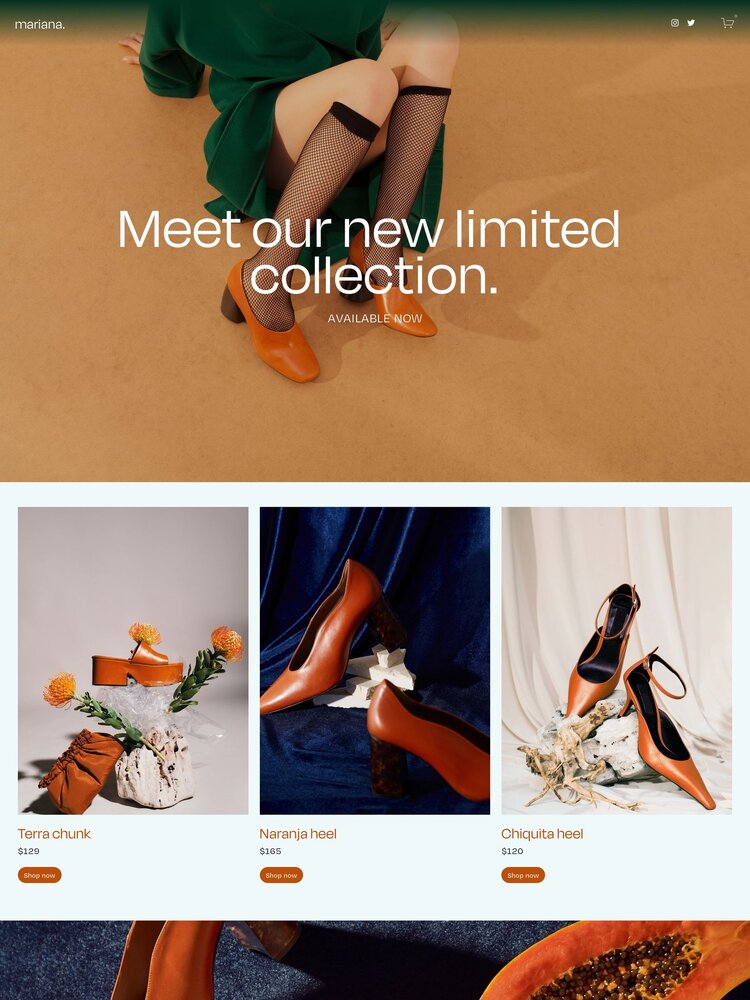 mariana.
Meet our new limited
collection.
AVAILABLE NOW
Terra chunk
$129
Shop now
Naranja heel
$165
Shop now
Chiquita heel
$120
Shop now